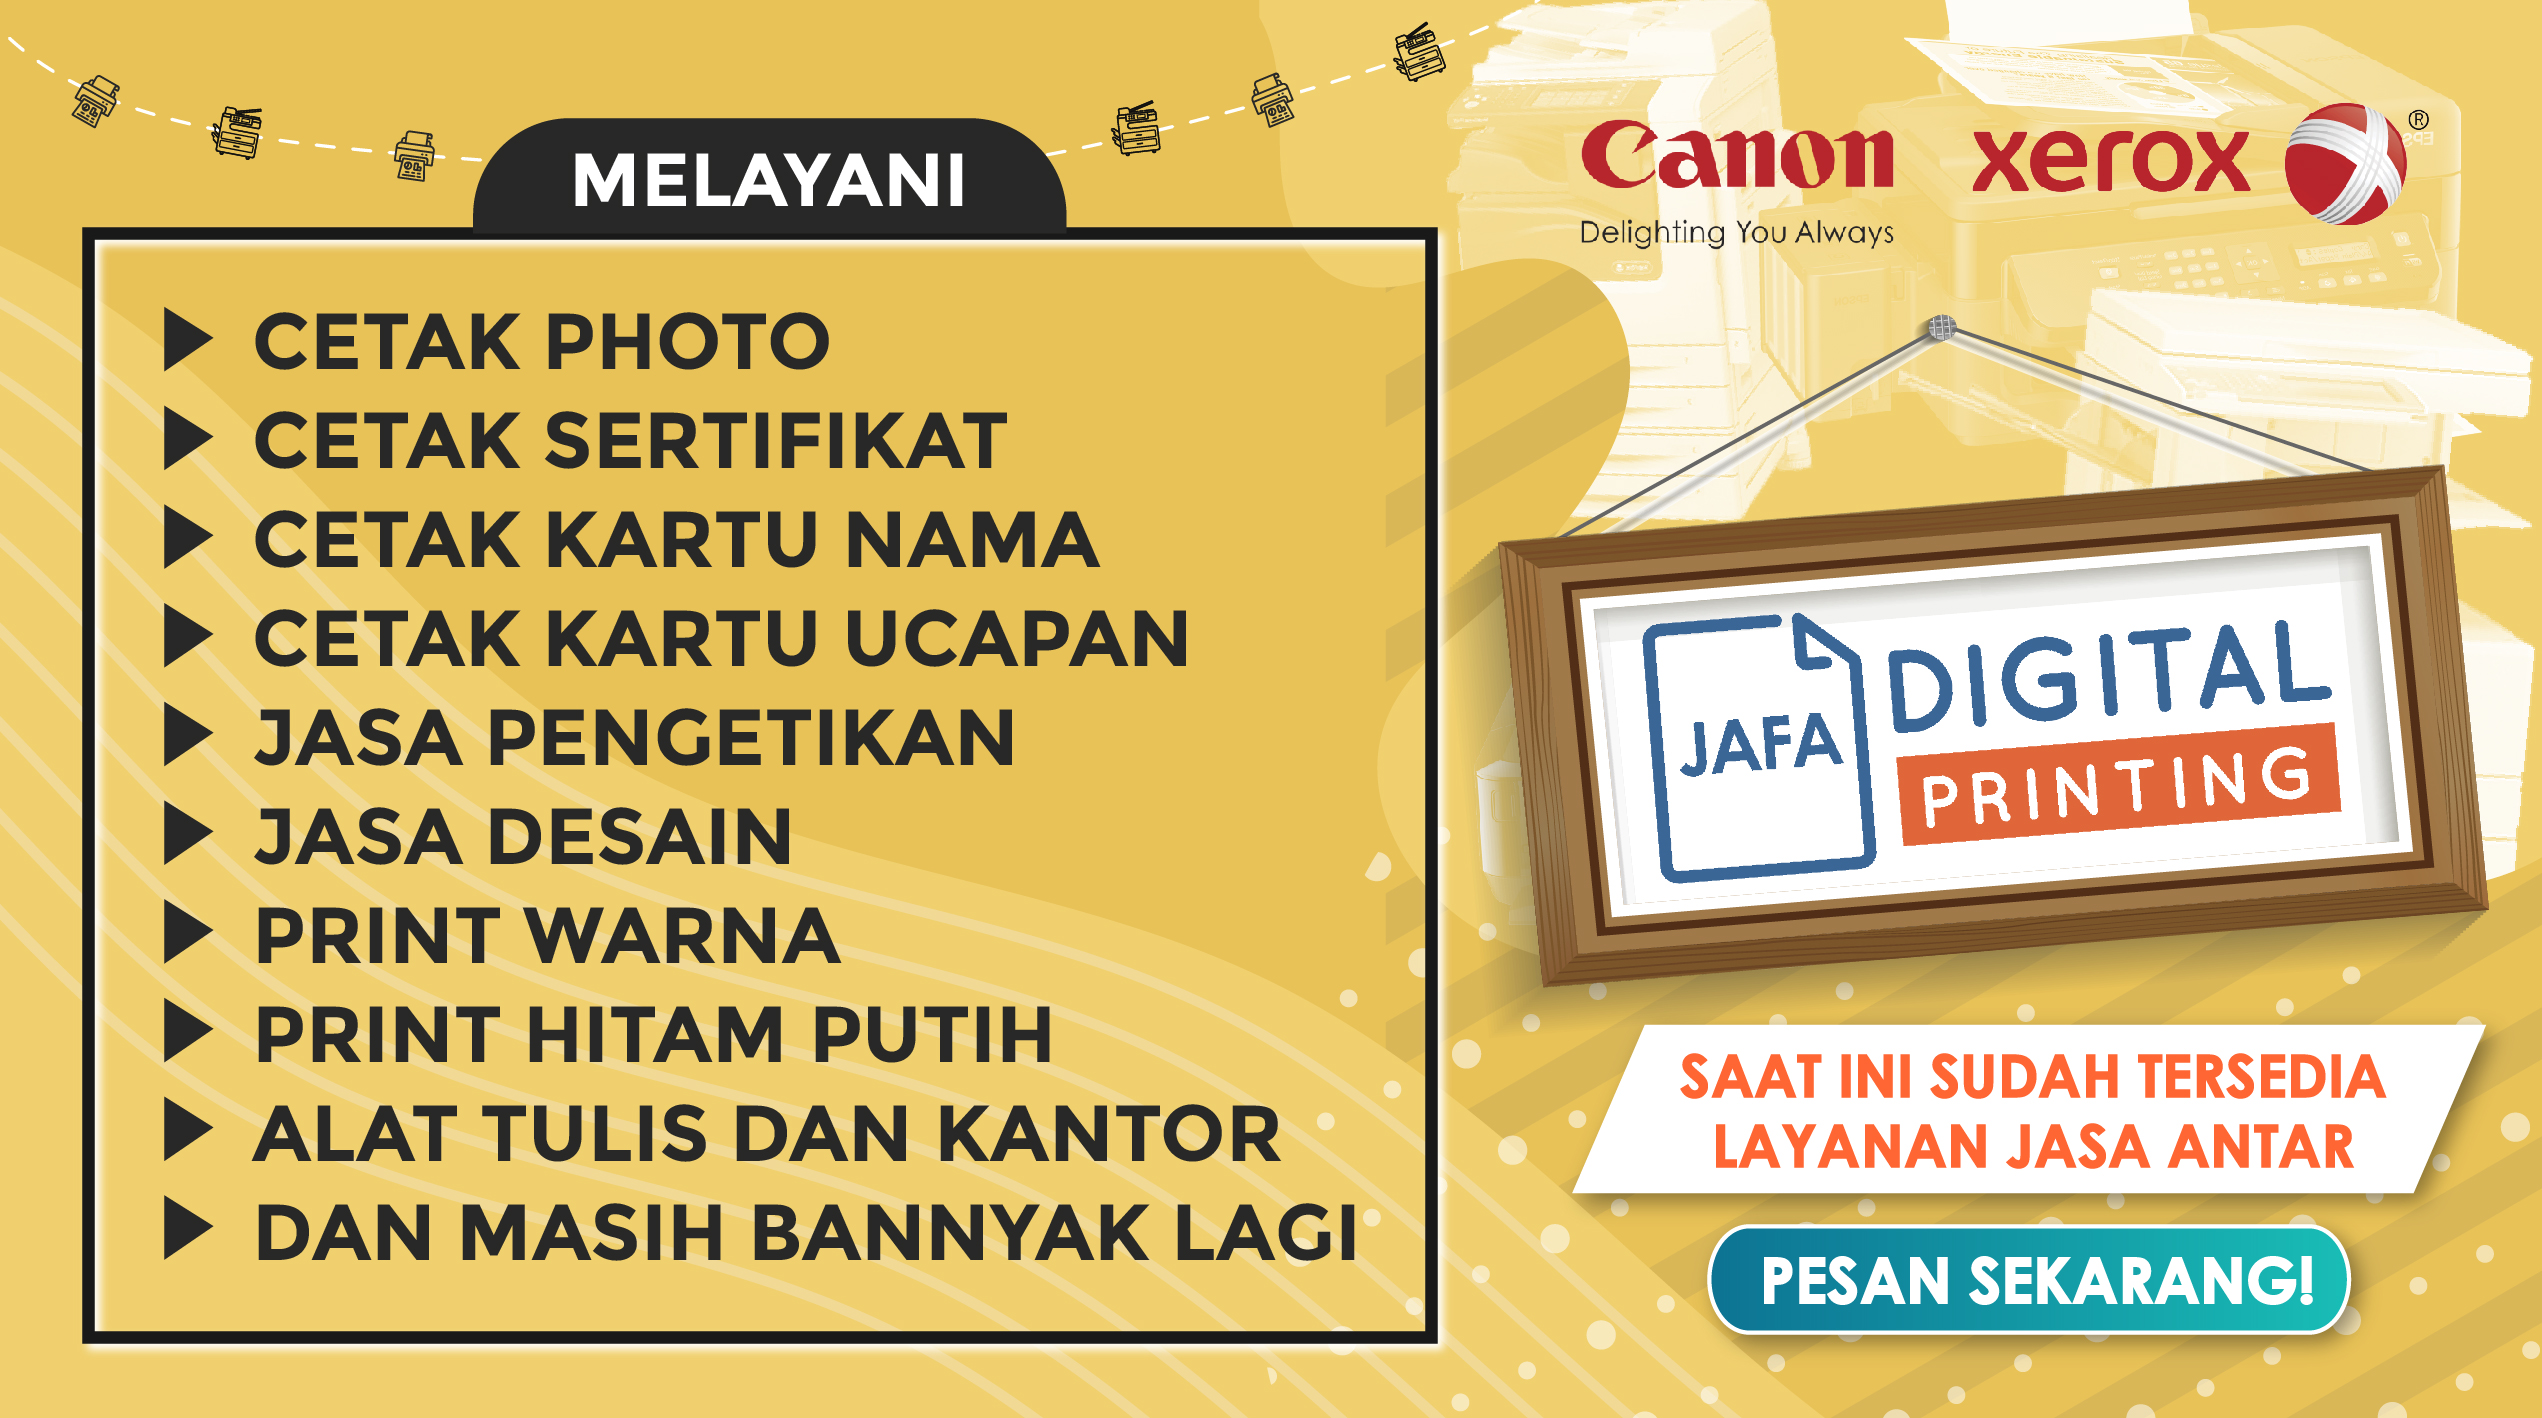 MELAYANI
CETAK PHOTO
CETAK SERTIFIKAT
CETAK KARTU NAMA
CETAK KARTU UCAPAN
JASA PENGETIKAN
JASA DESAIN
PRINT WARNA
PRINT HITAM PUTIH
ALAT TULIS DAN KANTOR
DAN MASIH BANNYAK LAGI
Canon
Delighting You Always
xerox ®
JAFA
DIGITAL
PRINTING
SAAT INI SUDAH TERSEDIA
LAYANAN JASA ANTAR
PESAN SEKARANG!